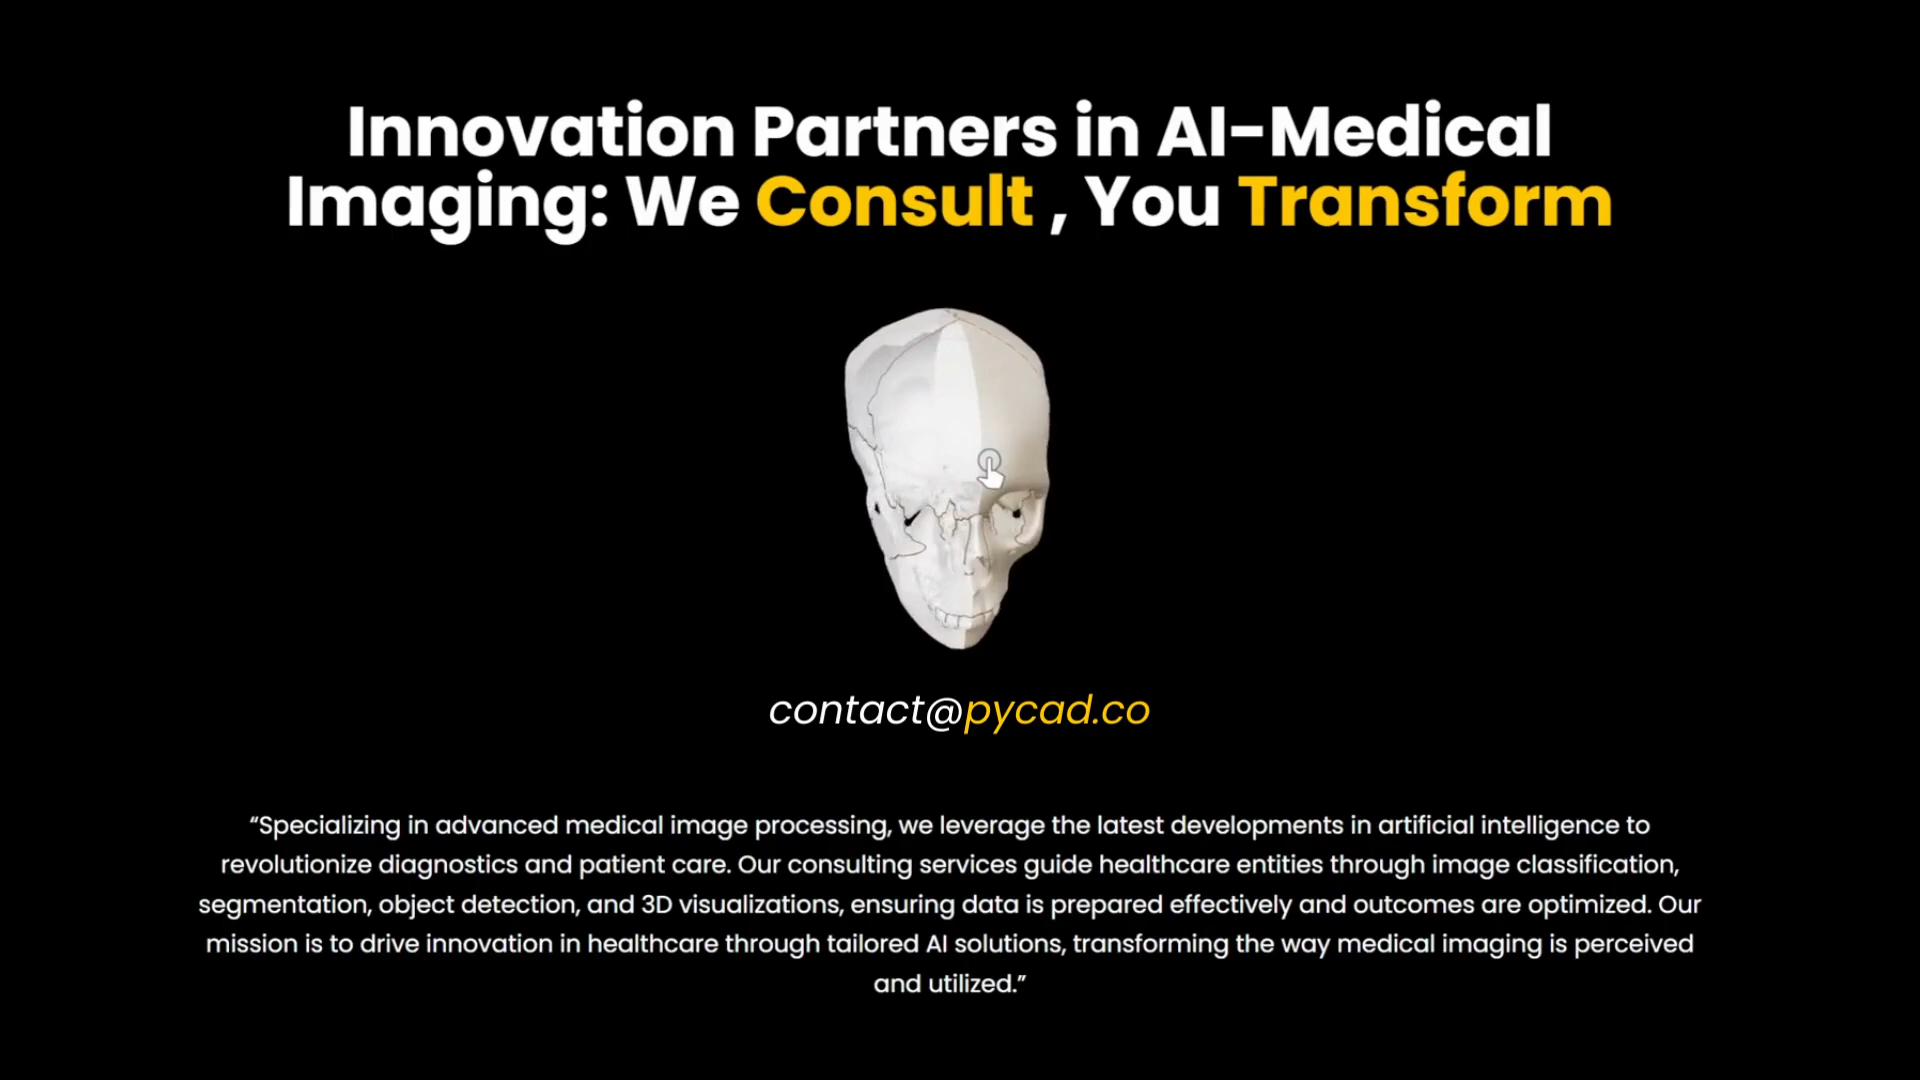 Innovation Partners in AI-Medical
Imaging: We Consult , You Transform
contact@pycad.co
“Specializing in advanced medical image processing, we leverage the latest developments in artificial intelligence to
revolutionize diagnostics and patient care. Our consulting services guide healthcare entities through image classification,
segmentation, object detection, and 3D visualizations, ensuring data is prepared effectively and outcomes are optimized. Our
mission is to drive innovation in healthcare through tailored AI solutions, transforming the way medical imaging is perceived
and utilized.”